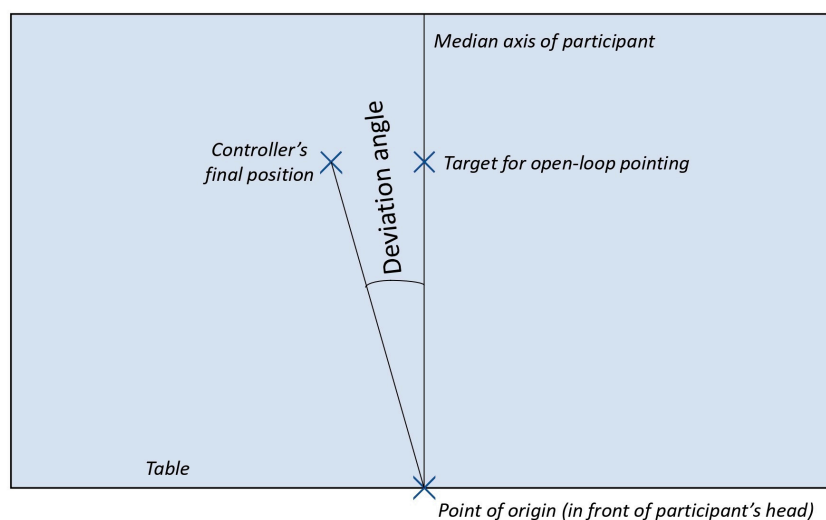 Median axis of participant
Controller’s
final position
Target for open-loop pointing
Deviation angle
Table
Point of origin (in front of participant’s head)